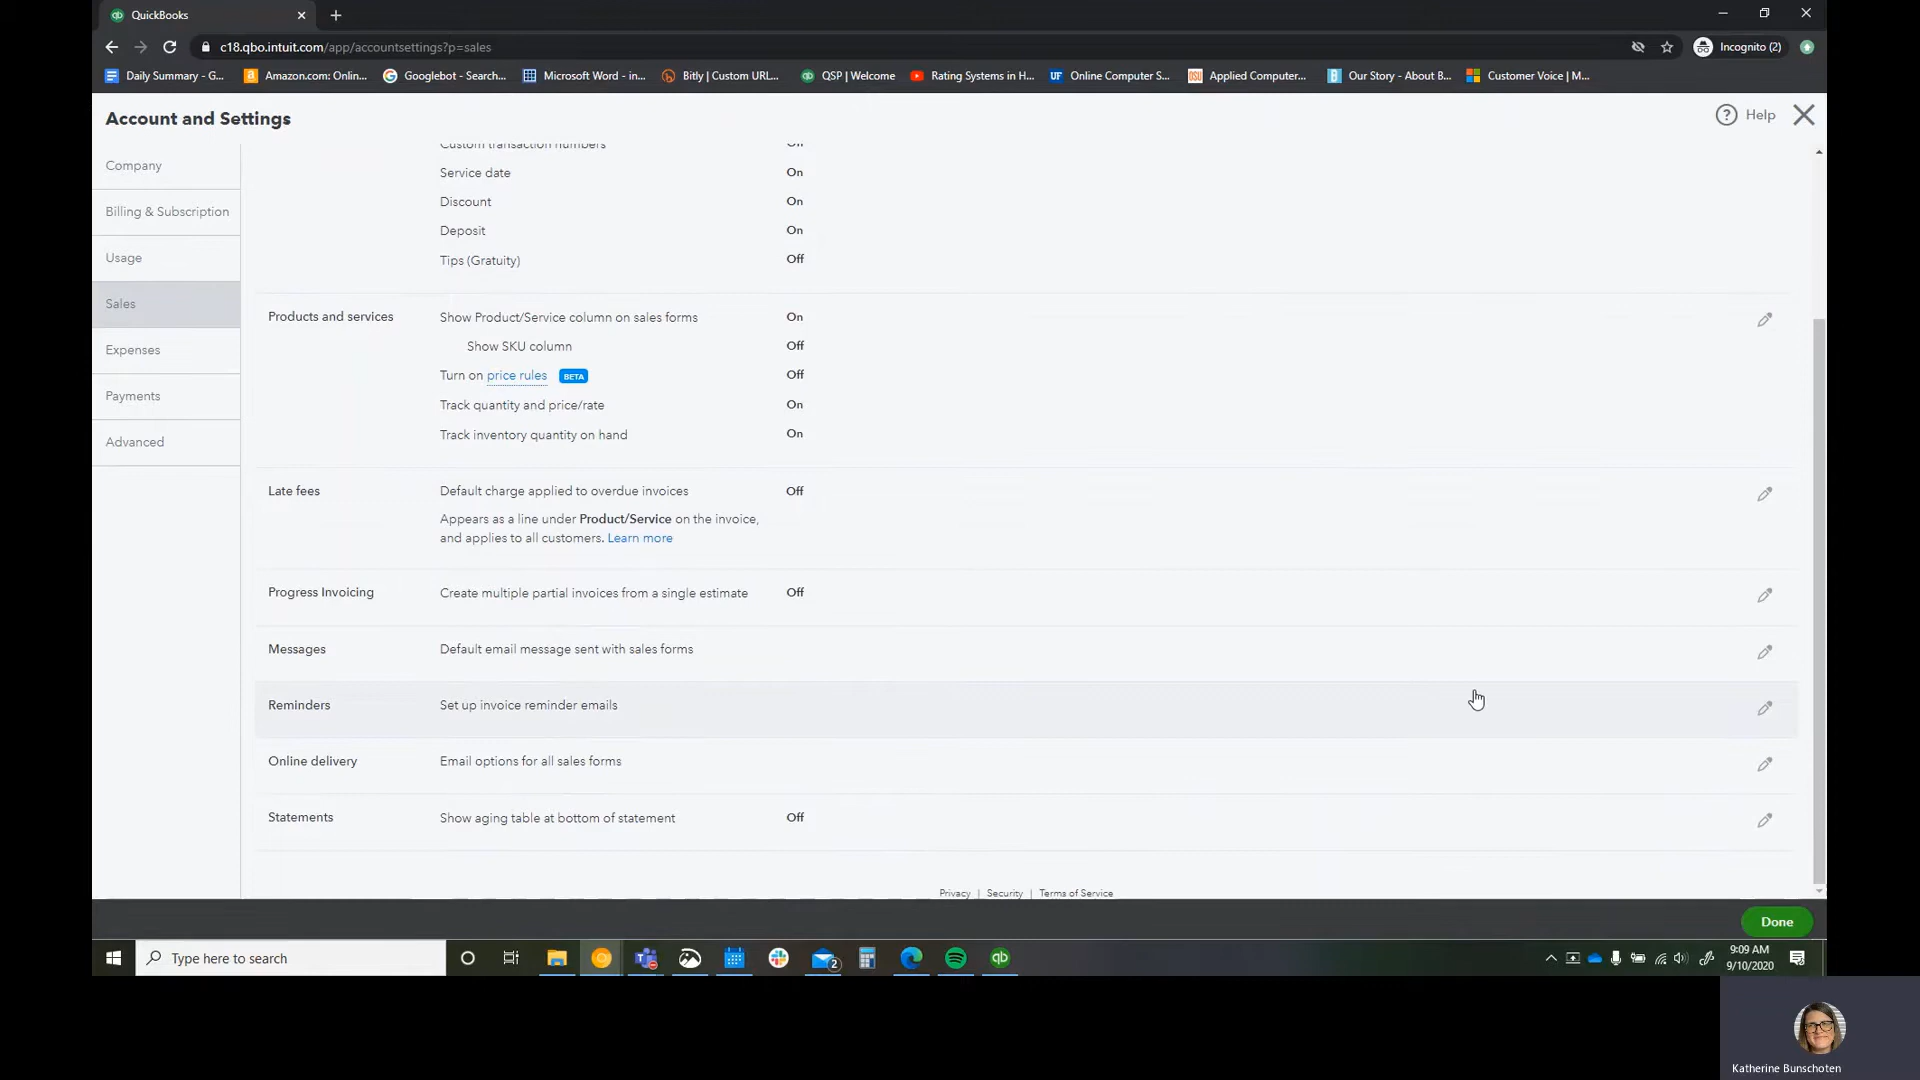 QuickBooks
c18.qbo.intuit.com/app/accountsettings?p=sales
Incognito (2)
Daily Summary - G...
Amazon.com: Onlin...
Googlebot - Search...
Microsoft Word - in...
Bitly | Custom URL...
QSP | Welcome
Rating Systems in H...
Online Computer S...
Applied Computer...
Our Story - About B...
Customer Voice | M...
Account and Settings
Help
Company
Billing & Subscription
Usage
Sales
Expenses
Payments
Advanced
Custom transaction numbers Off
Service date On
Discount On
Deposit On
Tips (Gratuity) Off
Products and services Show Product/Service column on sales forms On
Show SKU column Off
Turn on price rules BETA Off
Track quantity and price/rate On
Track inventory quantity on hand On
Late fees Default charge applied to overdue invoices Off
Appears as a line under Product/Service on the invoice,
and applies to all customers. Learn more
Progress Invoicing Create multiple partial invoices from a single estimate Off
Messages Default email message sent with sales forms
Reminders Set up invoice reminder emails
Online delivery Email options for all sales forms
Statements Show aging table at bottom of statement Off
Privacy | Security | Terms of Service
Done
Type here to search
2
9:09 AM
9/10/2020
Katherine Bunschoten